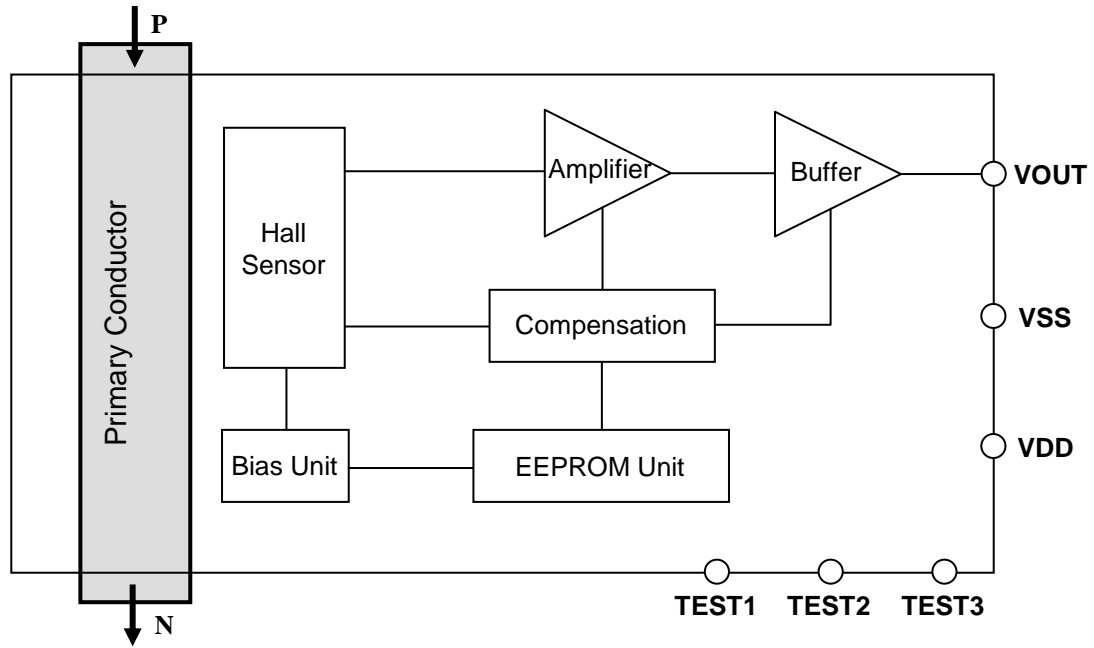 P
Primary Conductor
Hall
Sensor
Amplifier
Buffer
VOUT
Compensation
VSS
Bias Unit
EEPROM Unit
VDD
TEST1
TEST2
TEST3
N